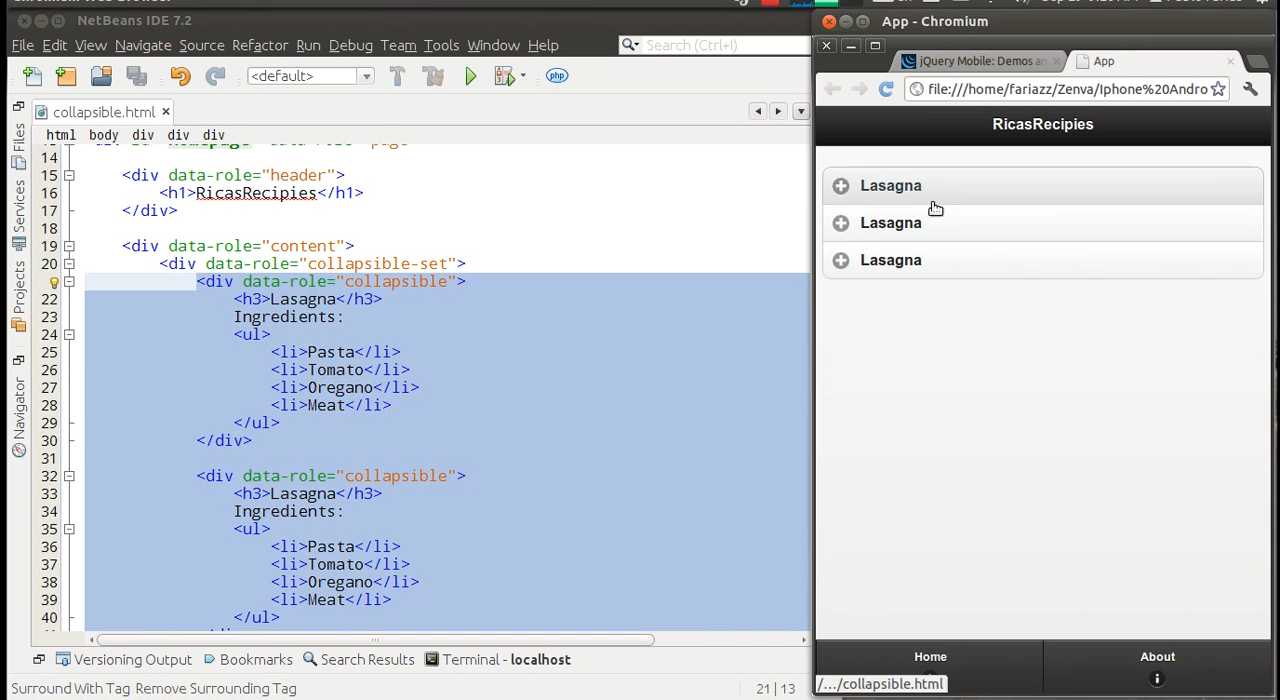 NetBeans IDE 7.2
App - Chromium
File Edit View Navigate Source Refactor Run Debug Team Tools Window Help
Search (Ctrl+I)
<default>
php
jQuery Mobile: Demos an
App
file:///home/fariazz/Zenva/Iphone%20Andro
collapsible.html
html body div div div
14
15 <div data-role="header">
16 <h1>RicasRecipies</h1>
17 </div>
18
19 <div data-role="content">
20 <div data-role="collapsible-set">
<div data-role="collapsible">
22 <h3>Lasagna</h3>
23 Ingredients:
24 <ul>
25 <li>Pasta</li>
26 <li>Tomato</li>
27 <li>Oregano</li>
28 <li>Meat</li>
29 </ul>
30 </div>
31
32 <div data-role="collapsible">
33 <h3>Lasagna</h3>
34 Ingredients:
35 <ul>
36 <li>Pasta</li>
37 <li>Tomato</li>
38 <li>Oregano</li>
39 <li>Meat</li>
40 </ul>
Files
Services
Projects
Navigator
RicasRecipies
Lasagna
Lasagna
Lasagna
Home
About
/.../collapsible.html
Versioning Output Bookmarks Search Results Terminal - localhost
Surround With Tag Remove Surrounding Tag
21 | 13